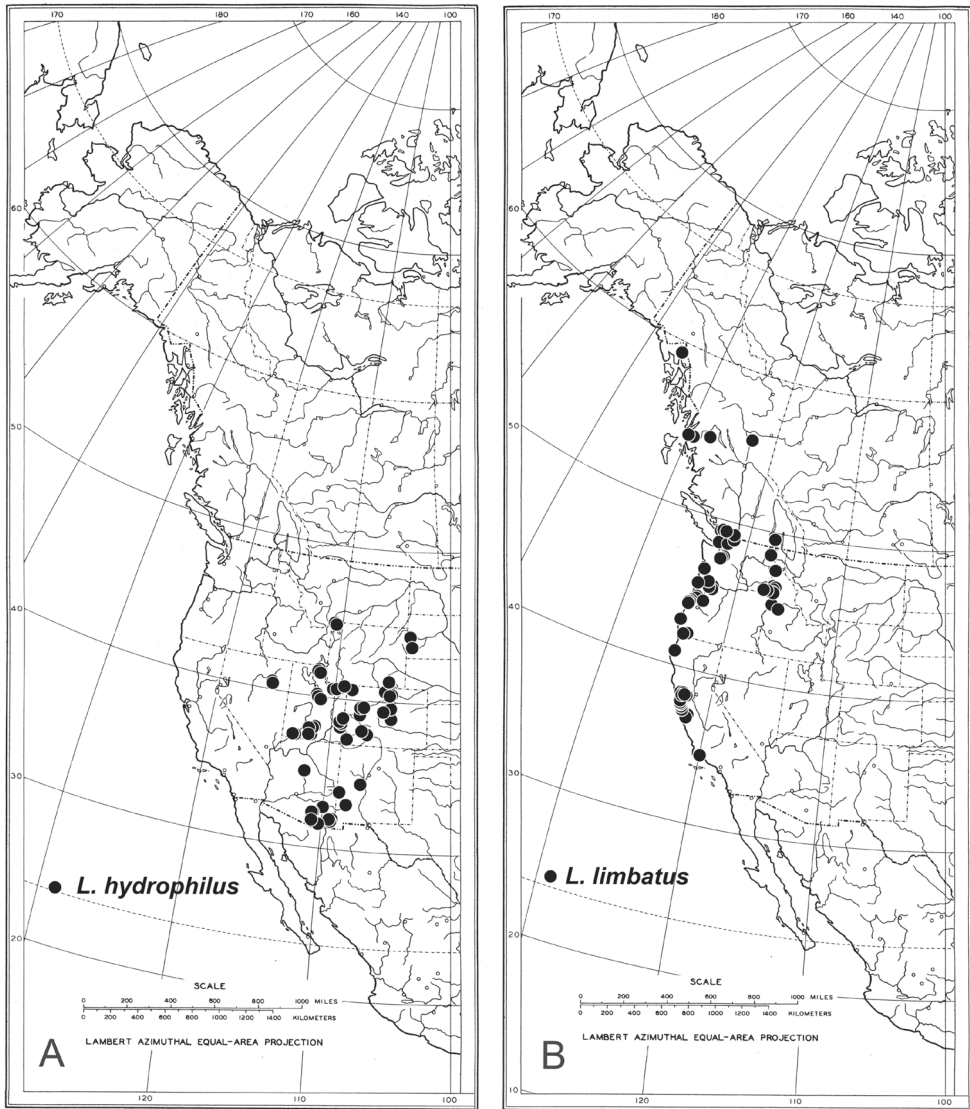 170 180 170 160 140 100
60
50
40
30
20
● L. hydrophilus
SCALE
0 200 400 600 800 1000 MILES
0 200 400 600 800 1000 1200 1400 KILOMETERS
LAMBERT AZIMUTHAL EQUAL-AREA PROJECTION
A
120 110 100
170 180 170 160 140 100
60
50
40
30
20
10
● L. limbatus
SCALE
0 200 400 600 800 1000 MILES
0 200 400 600 800 1000 1200 1400 KILOMETERS
LAMBERT AZIMUTHAL EQUAL-AREA PROJECTION
B
120 110 100